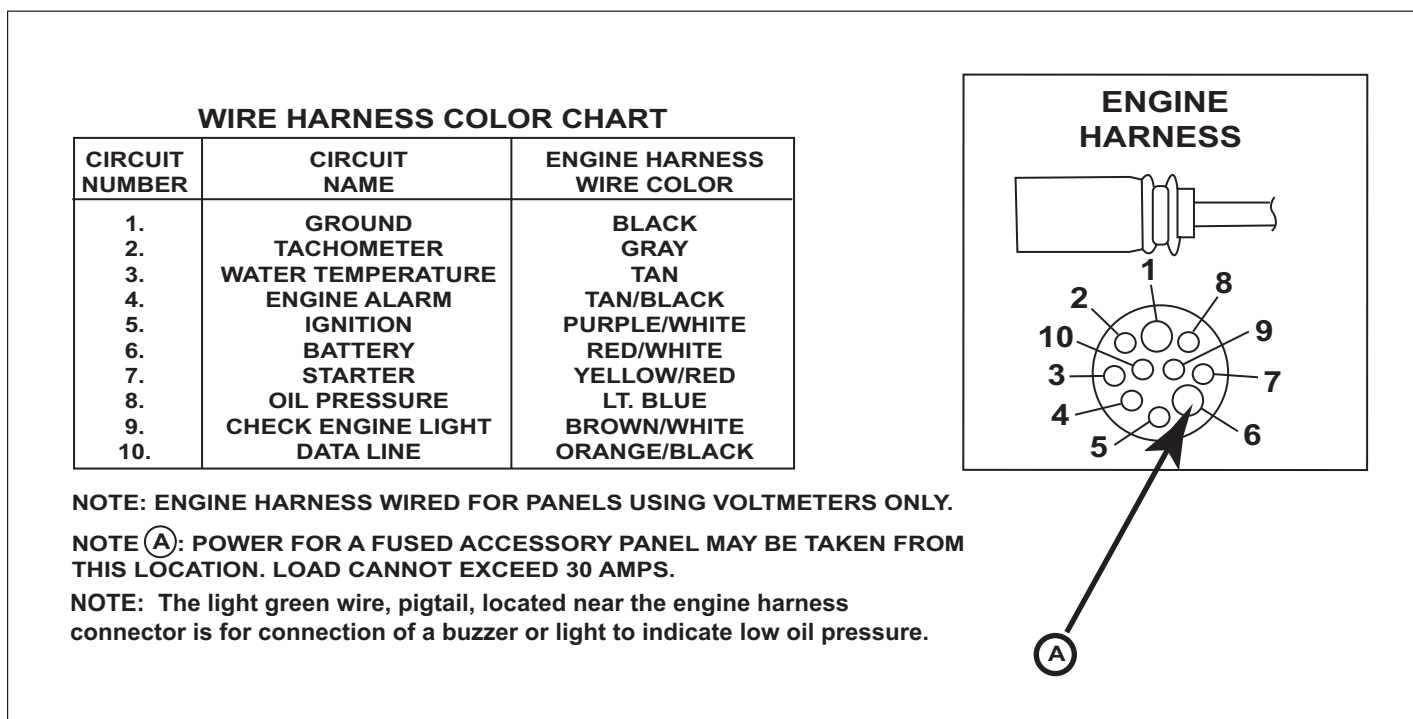 WIRE HARNESS COLOR CHART
CIRCUIT NUMBER CIRCUIT NAME ENGINE HARNESS WIRE COLOR
1. GROUND BLACK
2. TACHOMETER GRAY
3. WATER TEMPERATURE TAN
4. ENGINE ALARM TAN/BLACK
5. IGNITION PURPLE/WHITE
6. BATTERY RED/WHITE
7. STARTER YELLOW/RED
8. OIL PRESSURE LT. BLUE
9. CHECK ENGINE LIGHT BROWN/WHITE
10. DATA LINE ORANGE/BLACK
NOTE: ENGINE HARNESS WIRED FOR PANELS USING VOLTMETERS ONLY.
NOTE A: POWER FOR A FUSED ACCESSORY PANEL MAY BE TAKEN FROM
THIS LOCATION. LOAD CANNOT EXCEED 30 AMPS.
NOTE: The light green wire, pigtail, located near the engine harness
connector is for connection of a buzzer or light to indicate low oil pressure.
ENGINE
HARNESS
1
2
8
10
9
3
7
4
5
6
A